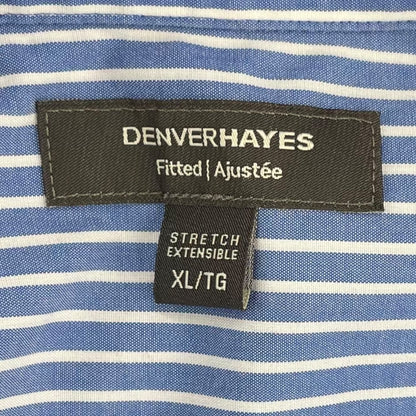 DENVERHAYES
Fitted | Ajustée
STRETCH
EXTENSIBLE
XL/TG